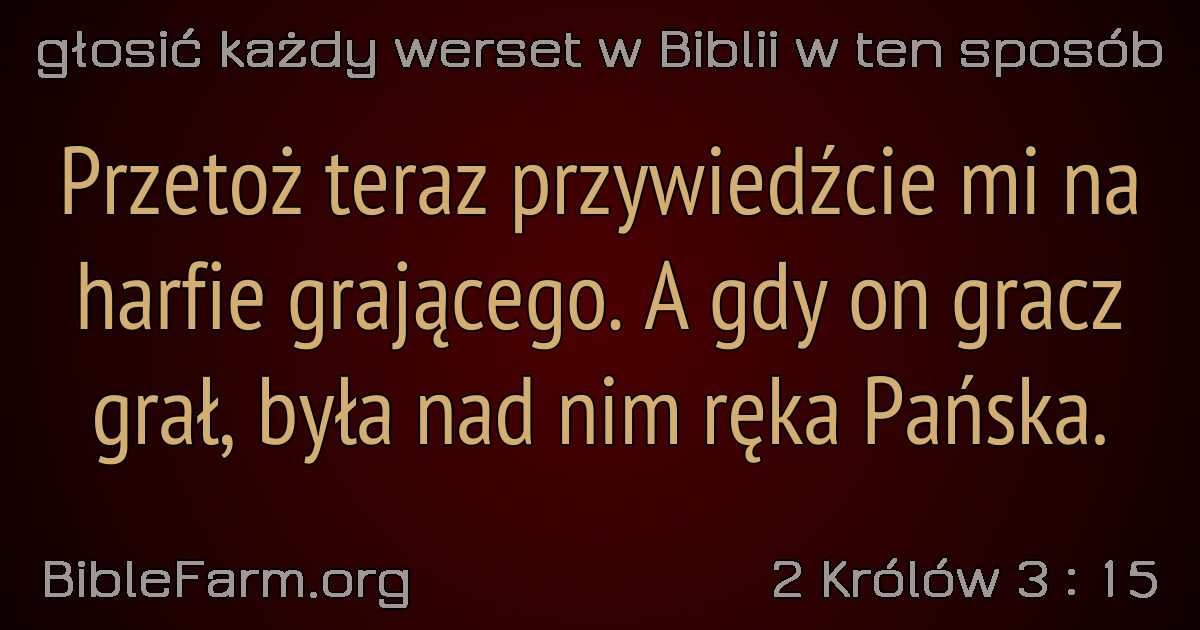 głosić każdy werset w Biblii w ten sposób
Przetoż teraz przywiedźcie mi na
harfie grającego. A gdy on gracz
grał, była nad nim ręka Pańska.
BibleFarm.org
2 Królów 3 : 15